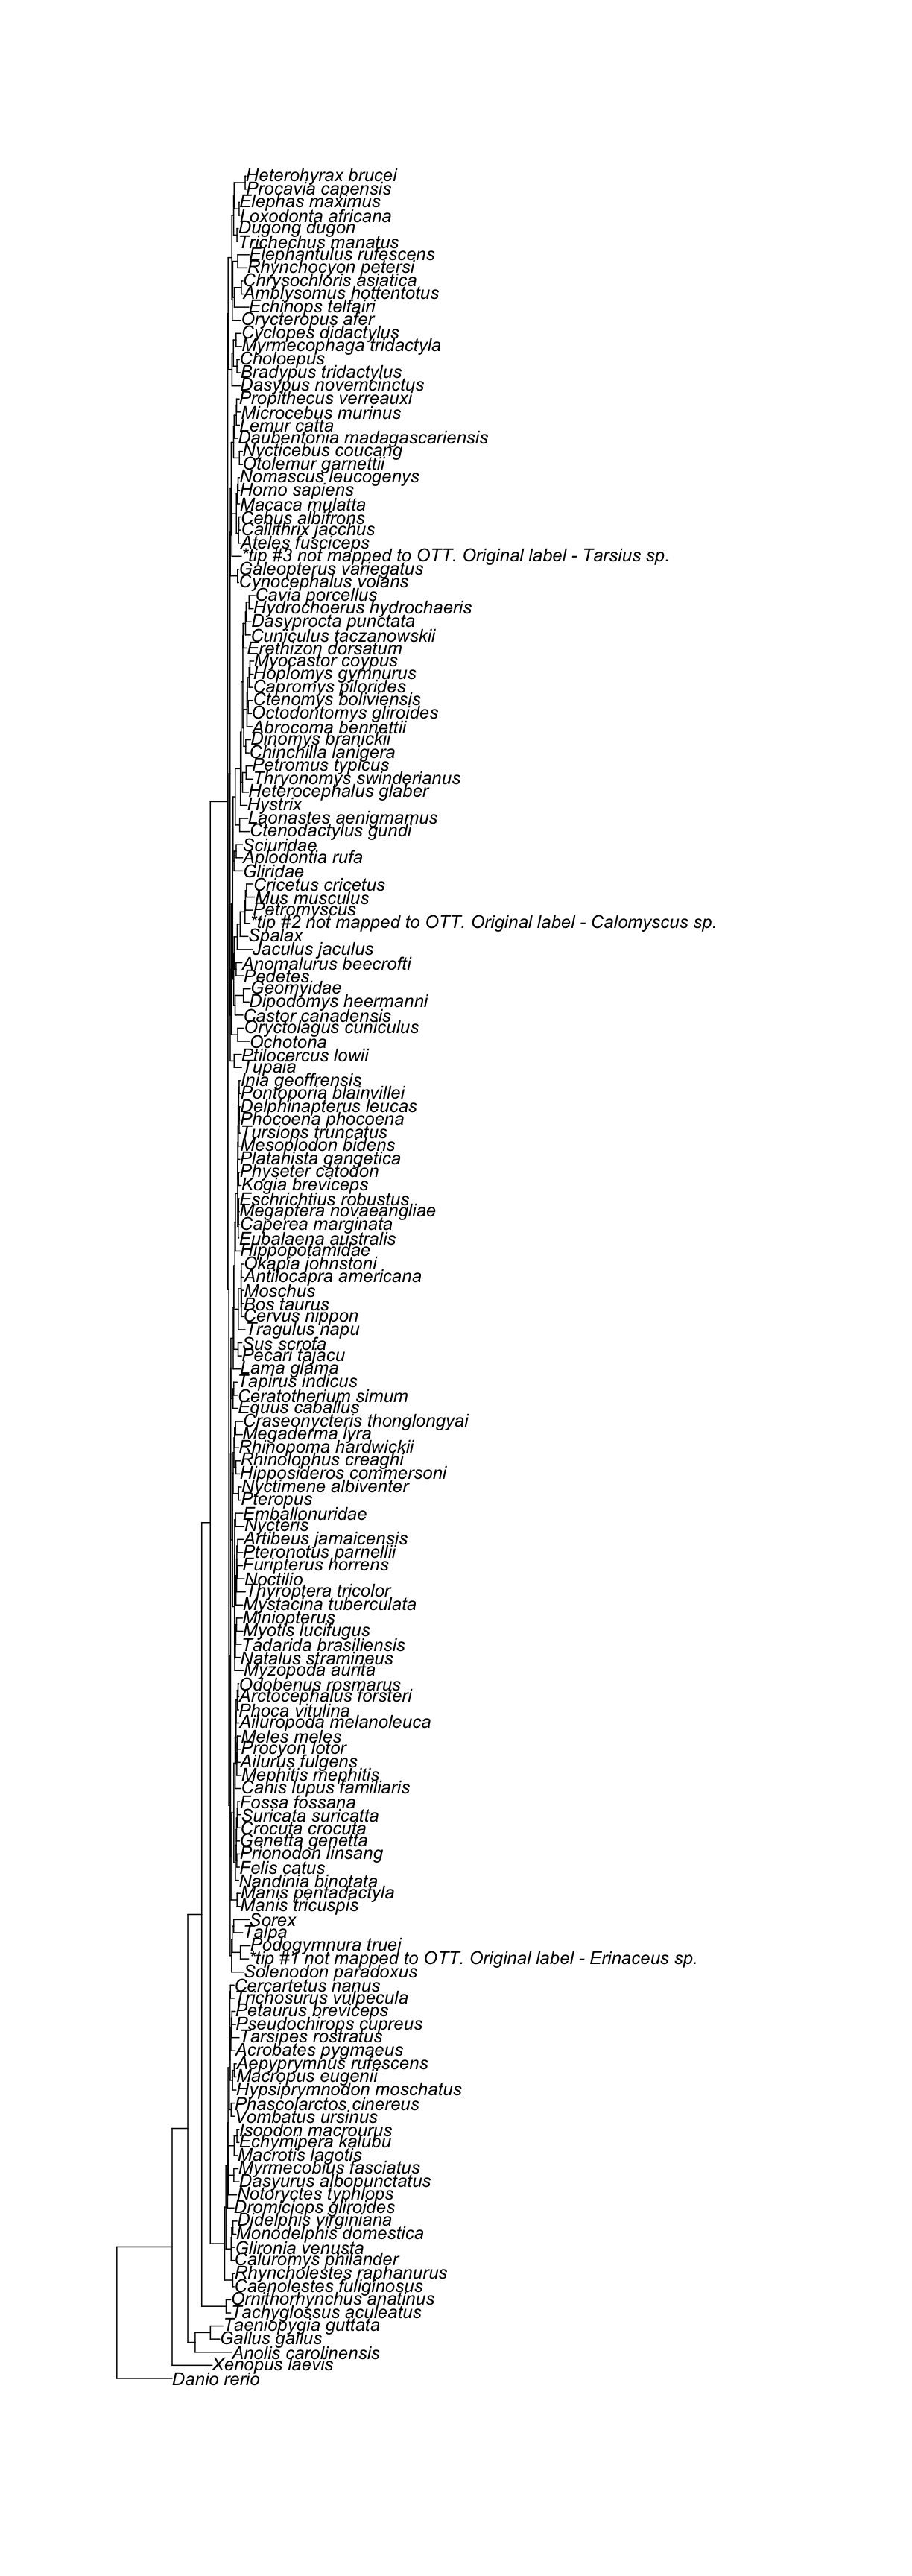 Heterohyrax brucei
Procavia capensis
Elephas maximus
Loxodonta africana
Dugong dugon
Trichechus manatus
Elephantulus rufescens
Rhynchocyon petersi
Chrysochloris asiatica
Amblysomus hottentotus
Echinops telfairi
Orycteropus afer
Cyclopes didactylus
Myrmecophaga tridactyla
Choloepus
Bradypus tridactylus
Dasypus novemcinctus
Propithecus verreauxi
Microcebus murinus
Lemur catta
Daubentonia madagascariensis
Nycticebus coucang
Otolemur garnettii
Nomascus leucogenys
Homo sapiens
Macaca mulatta
Cebus albifrons
Callithrix jacchus
Ateles fusciceps
*tip #3 not mapped to OTT. Original label - Tarsius sp.
Galeopterus variegatus
Cynocephalus volans
Cavia porcellus
Hydrochoerus hydrochaeris
Dasyprocta punctata
Cuniculus taczanowskii
Erethizon dorsatum
Myocastor coypus
Hoplomys gymnurus
Capromys pilorides
Ctenomys boliviensis
Octodontomys gliroides
Abrocoma bennettii
Dinomys branickii
Chinchilla lanigera
Petromus typicus
Thryonomys swinderianus
Heterocephalus glaber
Hystrix
Laonastes aenigmamus
Ctenodactylus gundi
Sciuridae
Aplodontia rufa
Gliridae
Cricetus cricetus
Mus musculus
Petromyscus
*tip #2 not mapped to OTT. Original label - Calomyscus sp.
Spalax
Jaculus jaculus
Anomalurus beecrofti
Pedetes
Geomyidae
Dipodomys heermanni
Castor canadensis
Oryctolagus cuniculus
Ochotona
Ptilocercus lowii
Tupaia
Inia geoffrensis
Pontoporia blainvillei
Delphinapterus leucas
Phocoena phocoena
Tursiops truncatus
Mesoplodon bidens
Platanista gangetica
Physeter catodon
Kogia breviceps
Eschrichtius robustus
Megaptera novaeangliae
Caperea marginata
Eubalaena australis
Hippopotamidae
Okapia johnstoni
Antilocapra americana
Moschus
Bos taurus
Cervus nippon
Tragulus napu
Sus scrofa
Pecari tajacu
Lama glama
Tapirus indicus
Ceratotherium simum
Equus caballus
Craseonycteris thonglongyai
Megaderma lyra
Rhinopoma hardwickii
Rhinolophus creaghi
Hipposideros commersoni
Nyctimene albiventer
Pteropus
Emballonuridae
Nycteris
Artibeus jamaicensis
Pteronotus parnellii
Furipterus horrens
Noctilio
Thyroptera tricolor
Mystacina tuberculata
Miniopterus
Myotis lucifugus
Tadarida brasiliensis
Natalus stramineus
Myzopoda aurita
Odobenus rosmarus
Arctocephalus forsteri
Phoca vitulina
Ailuropoda melanoleuca
Meles meles
Procyon lotor
Ailurus fulgens
Mephitis mephitis
Canis lupus familiaris
Fossa fossana
Suricata suricatta
Crocuta crocuta
Genetta genetta
Prionodon linsang
Felis catus
Nandinia binotata
Manis pentadactyla
Manis tricuspis
Sorex
Talpa
Podogymnura truei
*tip #1 not mapped to OTT. Original label - Erinaceus sp.
Solenodon paradoxus
Cercartetus nanus
Trichosurus vulpecula
Petaurus breviceps
Pseudochirops cupreus
Tarsipes rostratus
Acrobates pygmaeus
Aepyprymnus rufescens
Macropus eugenii
Hypsiprymnodon moschatus
Phascolarctos cinereus
Vombatus ursinus
Isoodon macrourus
Echymipera kalubu
Macrotis lagotis
Myrmecobius fasciatus
Dasyurus albopunctatus
Notoryctes typhlops
Dromiciops gliroides
Didelphis virginiana
Monodelphis domestica
Glironia venusta
Caluromys philander
Rhyncholestes raphanurus
Caenolestes fuliginosus
Ornithorhynchus anatinus
Tachyglossus aculeatus
Taeniopygia guttata
Gallus gallus
Anolis carolinensis
Xenopus laevis
Danio rerio